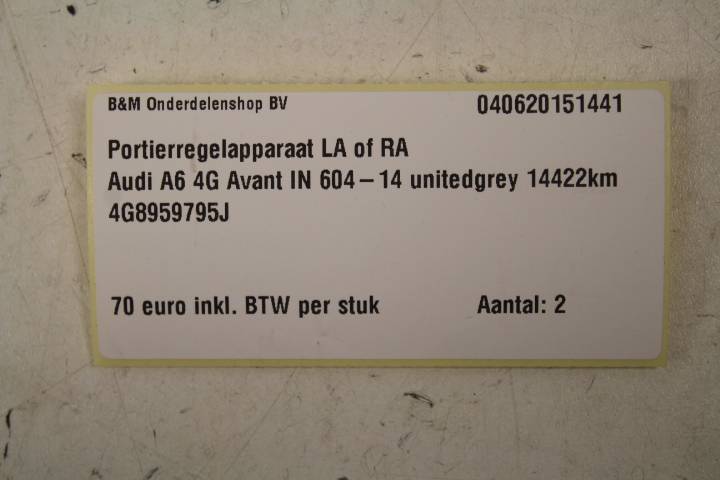 B&M Onderdelenshop BV 040620151441
Portierregelapparaat LA of RA
Audi A6 4G Avant IN 604-14 unitedgrey 14422km
4G8959795J
70 euro inkl. BTW per stuk Aantal: 2